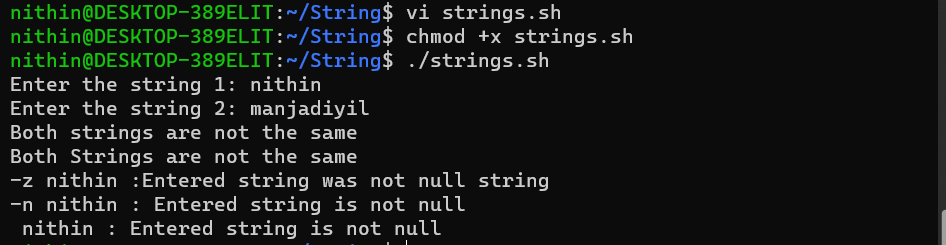 nithin@DESKTOP-389ELIT:~/String$ vi strings.sh
nithin@DESKTOP-389ELIT:~/String$ chmod +x strings.sh
nithin@DESKTOP-389ELIT:~/String$ ./strings.sh
Enter the string 1: nithin
Enter the string 2: manjadiyil
Both strings are not the same
Both Strings are not the same
-z nithin :Entered string was not null string
-n nithin : Entered string is not null
 nithin : Entered string is not null